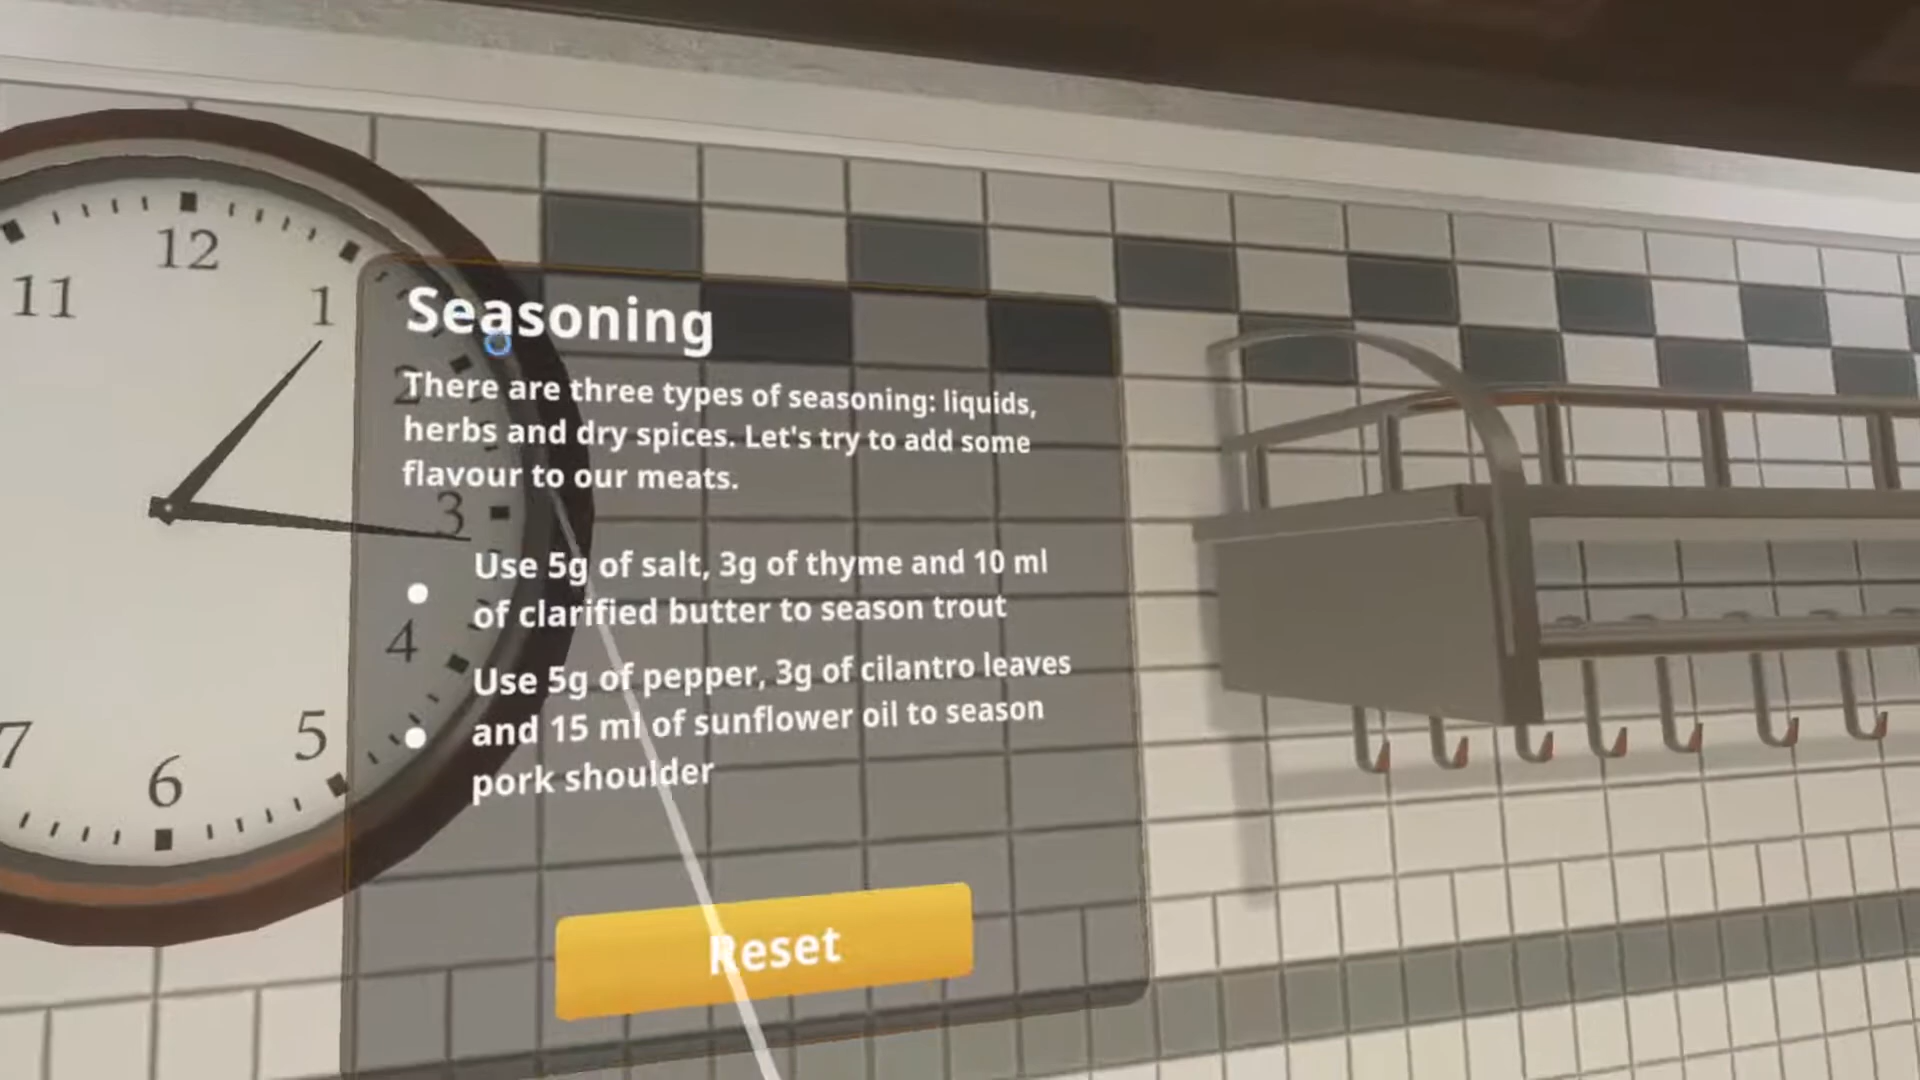 12
11
1
2
3
4
5
6
7
Seasoning
There are three types of seasoning: liquids,
herbs and dry spices. Let's try to add some
flavour to our meats.
Use 5g of salt, 3g of thyme and 10 ml
of clarified butter to season trout
Use 5g of pepper, 3g of cilantro leaves
and 15 ml of sunflower oil to season
pork shoulder
Reset